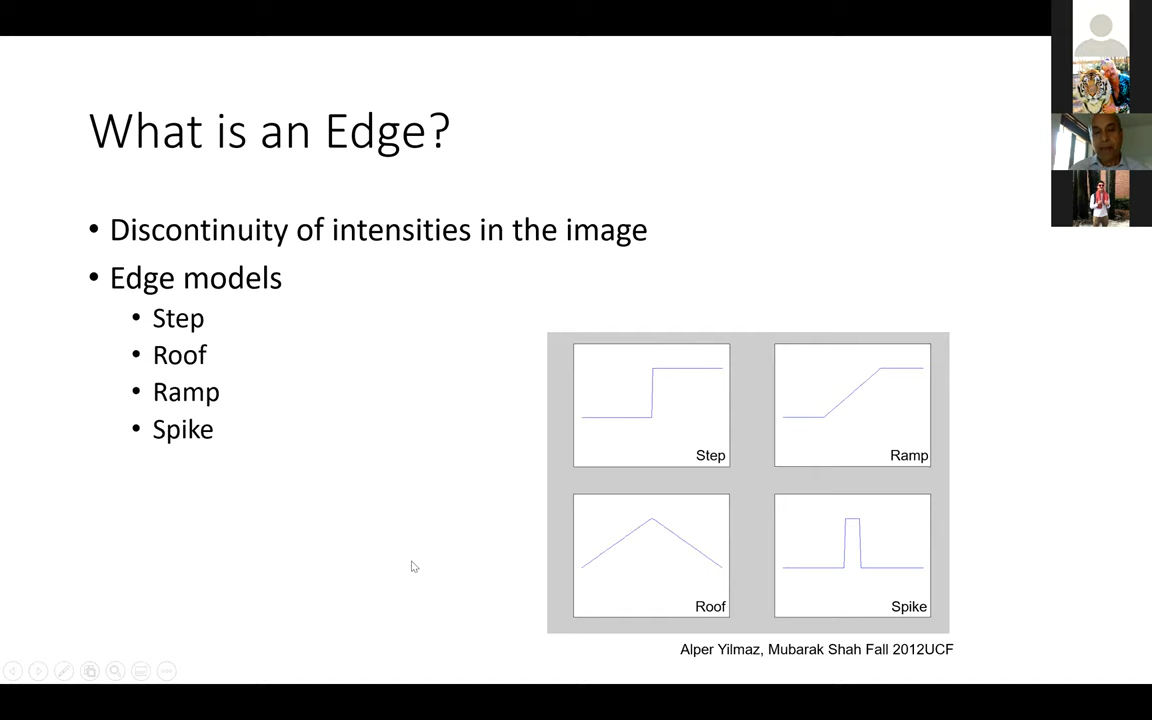 What is an Edge?
• Discontinuity of intensities in the image
• Edge models
• Step
• Roof
• Ramp
• Spike
Step
Ramp
Roof
Spike
Alper Yilmaz, Mubarak Shah Fall 2012UCF